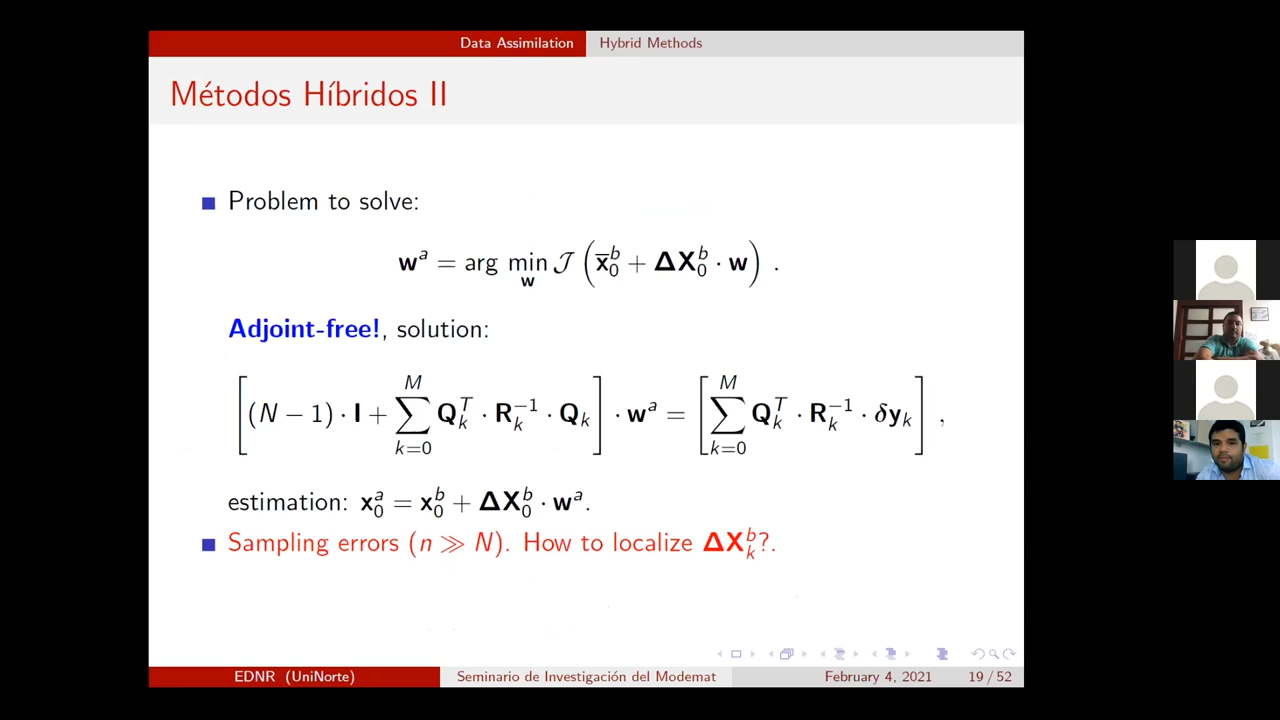 Data Assimilation Hybrid Methods
Métodos Híbridos II
Problem to solve:
w^a = arg min_w J ( x̄_0^b + ΔX_0^b · w ) .
Adjoint-free!, solution:
[ (N − 1) · I + ∑_{k=0}^{M} Q_k^T · R_k^{−1} · Q_k ] · w^a = [ ∑_{k=0}^{M} Q_k^T · R_k^{−1} · δy_k ] ,
estimation: x_0^a = x_0^b + ΔX_0^b · w^a.
Sampling errors (n ≫ N). How to localize ΔX_k^b?.
EDNR (UniNorte) Seminario de Investigación del Modemat February 4, 2021 19 / 52